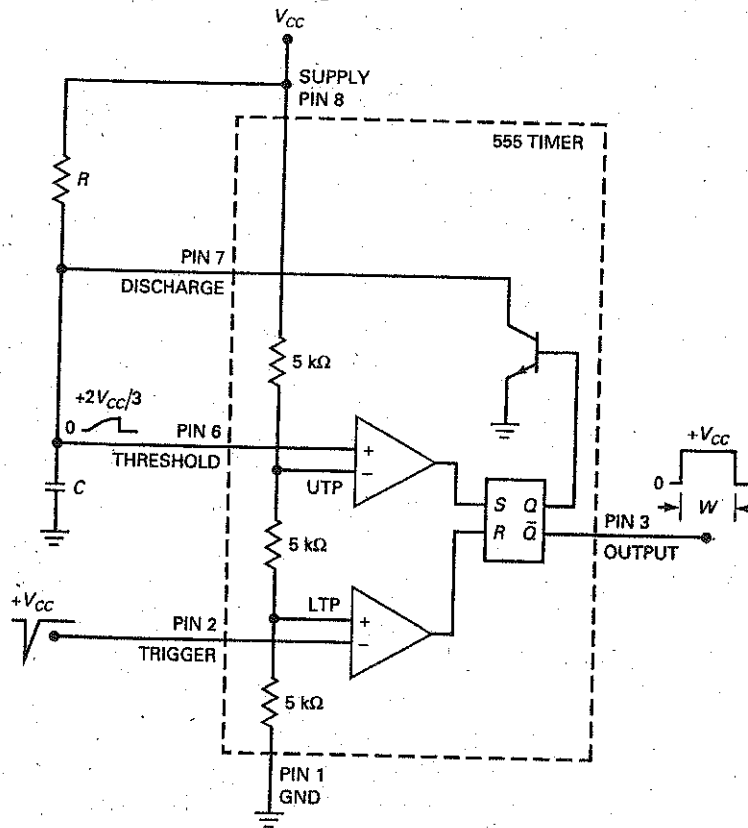 V_CC
SUPPLY
PIN 8
555 TIMER
R
PIN 7
DISCHARGE
5 kΩ
+2V_CC/3
0
PIN 6
THRESHOLD
+
−
UTP
C
S Q
R Q̄
+V_CC
0
W
PIN 3
OUTPUT
5 kΩ
LTP
+
−
+V_CC
PIN 2
TRIGGER
5 kΩ
PIN 1
GND